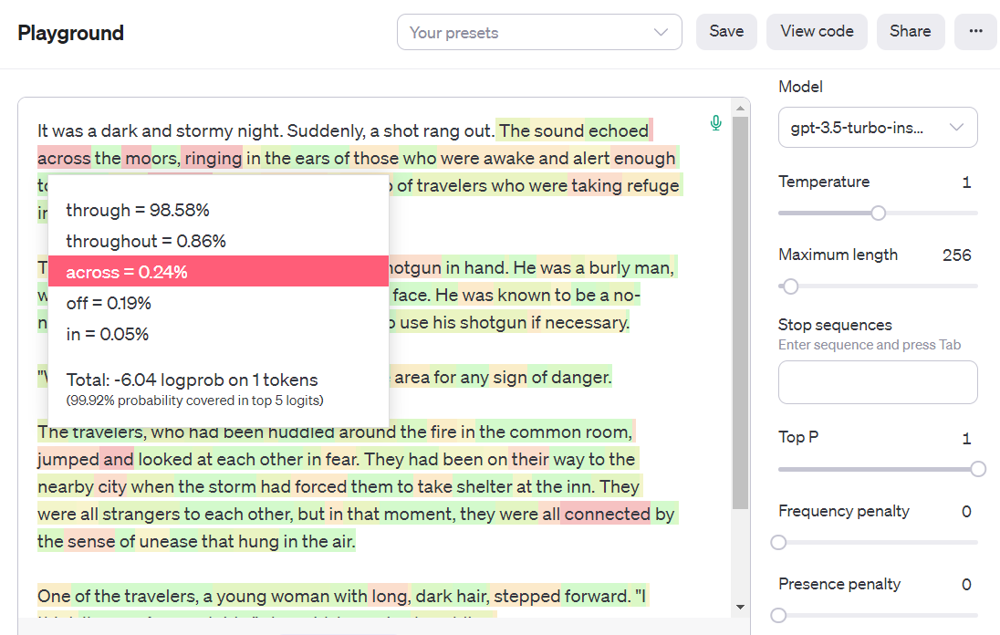 Playground
Your presets
Save
View code
Share
It was a dark and stormy night. Suddenly, a shot rang out. The sound echoed
across the moors, ringing in the ears of those who were awake and alert enough
of travelers who were taking refuge
through = 98.58%
throughout = 0.86%
across = 0.24%
off = 0.19%
in = 0.05%
Total: -6.04 logprob on 1 tokens
(99.92% probability covered in top 5 logits)
in hand. He was a burly man,
face. He was known to be a no-
use his shotgun if necessary.
area for any sign of danger.
The travelers, who had been huddled around the fire in the common room,
jumped and looked at each other in fear. They had been on their way to the
nearby city when the storm had forced them to take shelter at the inn. They
were all strangers to each other, but in that moment, they were all connected by
the sense of unease that hung in the air.
One of the travelers, a young woman with long, dark hair, stepped forward. "I
Model
gpt-3.5-turbo-ins...
Temperature
1
Maximum length
256
Stop sequences
Enter sequence and press Tab
Top P
1
Frequency penalty
0
Presence penalty
0